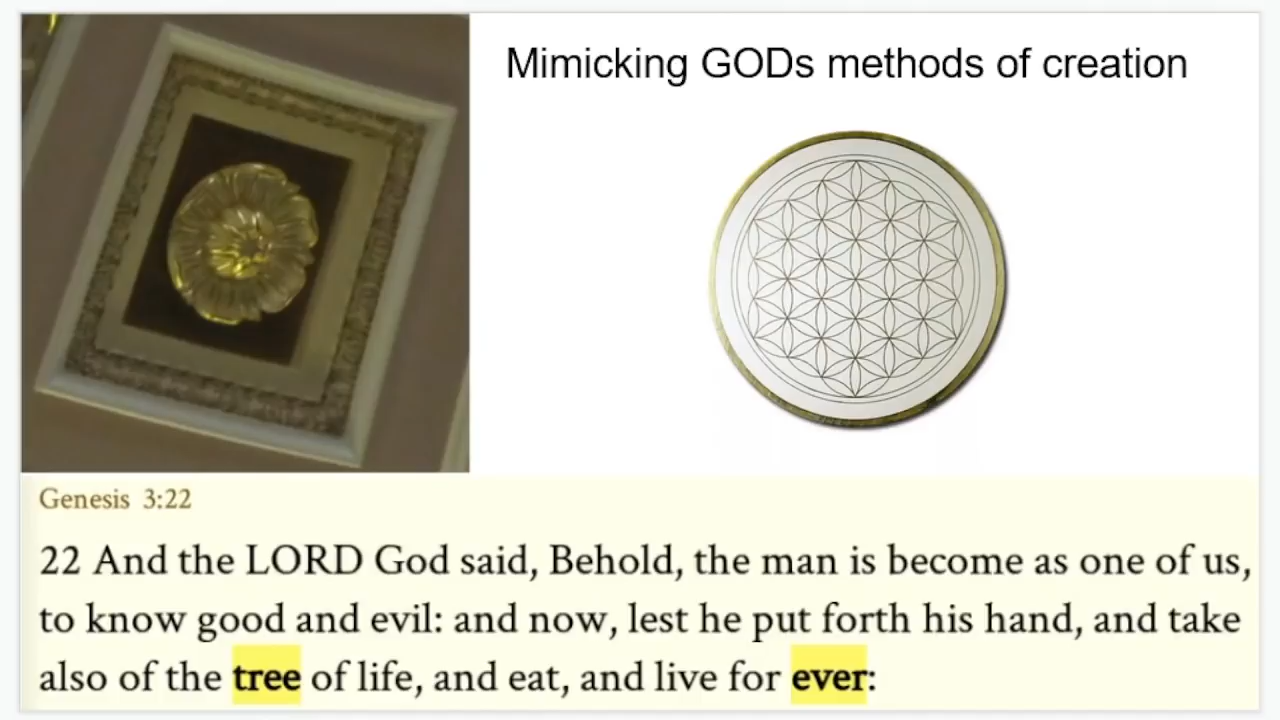 Mimicking GODs methods of creation
Genesis 3:22
22 And the LORD God said, Behold, the man is become as one of us,
to know good and evil: and now, lest he put forth his hand, and take
also of the tree of life, and eat, and live for ever: